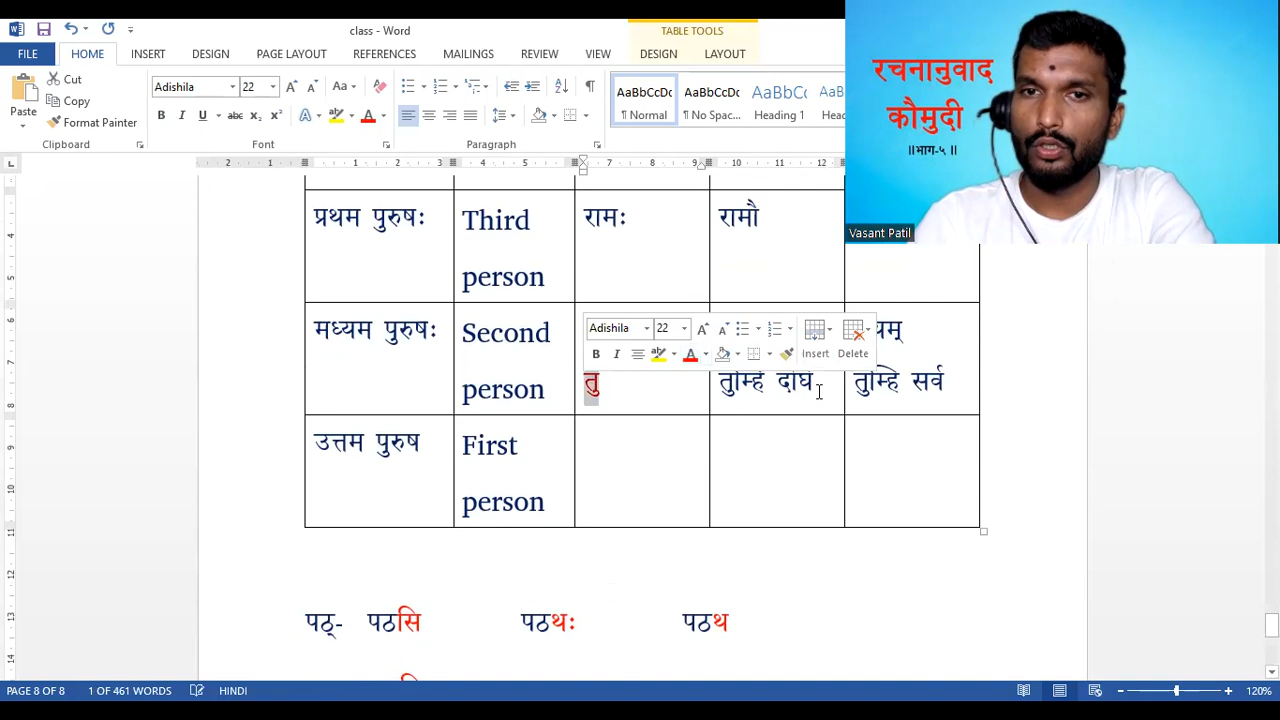 class - Word
TABLE TOOLS
FILE HOME INSERT DESIGN PAGE LAYOUT REFERENCES MAILINGS REVIEW VIEW DESIGN LAYOUT
Cut
Copy
Format Painter
Paste
Adishila 22
AaBbCcDc AaBbCcDc AaBbCc AaBbC
¶ Normal ¶ No Spac... Heading 1
Clipboard Font Paragraph
रचनानुवाद
कौमुदी
॥भाग-५॥
Vasant Patil
प्रथम पुरुषः Third person रामः रामौ
मध्यम पुरुषः Second person तु तुम्हि दोघ तुम्हि सर्व
उत्तम पुरुष First person
Adishila 22
Insert Delete
पठ्- पठसि पठथः पठथ
PAGE 8 OF 8 1 OF 461 WORDS HINDI 120%